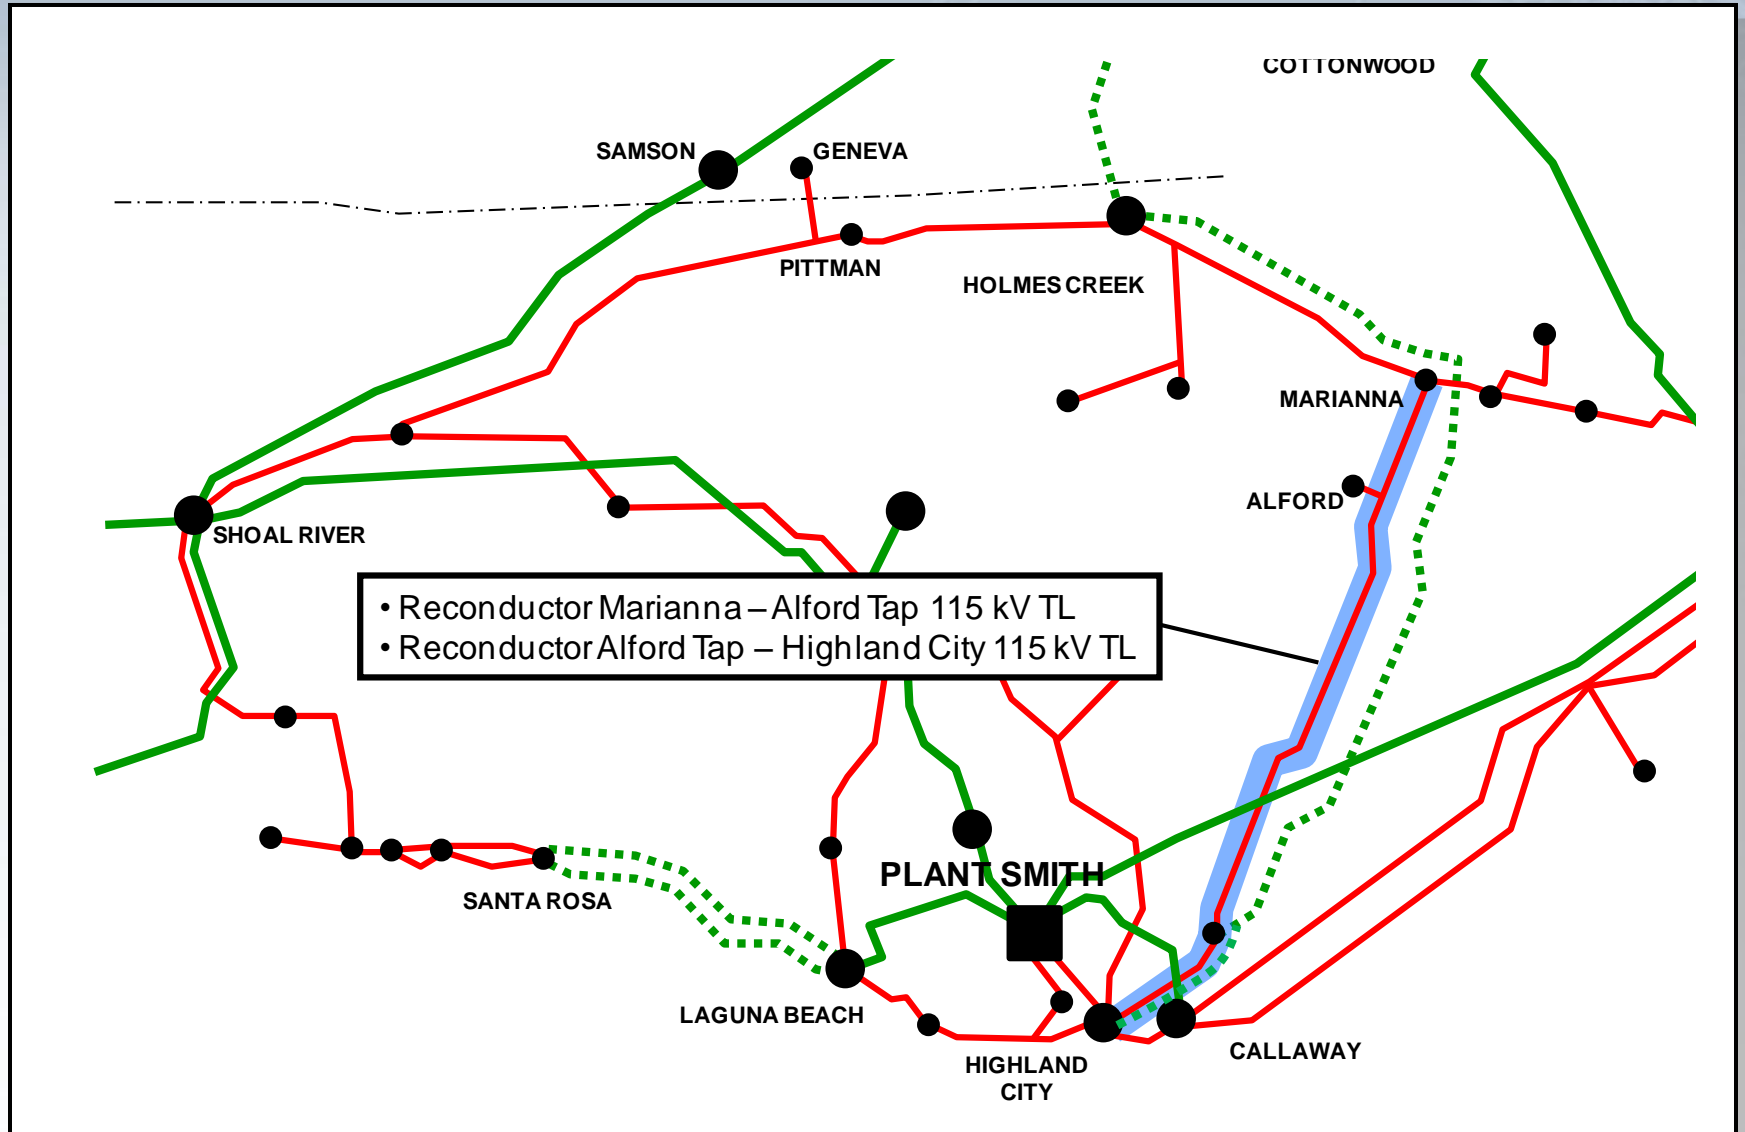 COTTONWOOD
SAMSON
GENEVA
PITTMAN
HOLMES CREEK
MARIANNA
ALFORD
SHOAL RIVER
• Reconductor Marianna – Alford Tap 115 kV TL
• Reconductor Alford Tap – Highland City 115 kV TL
PLANT SMITH
SANTA ROSA
LAGUNA BEACH
CALLAWAY
HIGHLAND
CITY